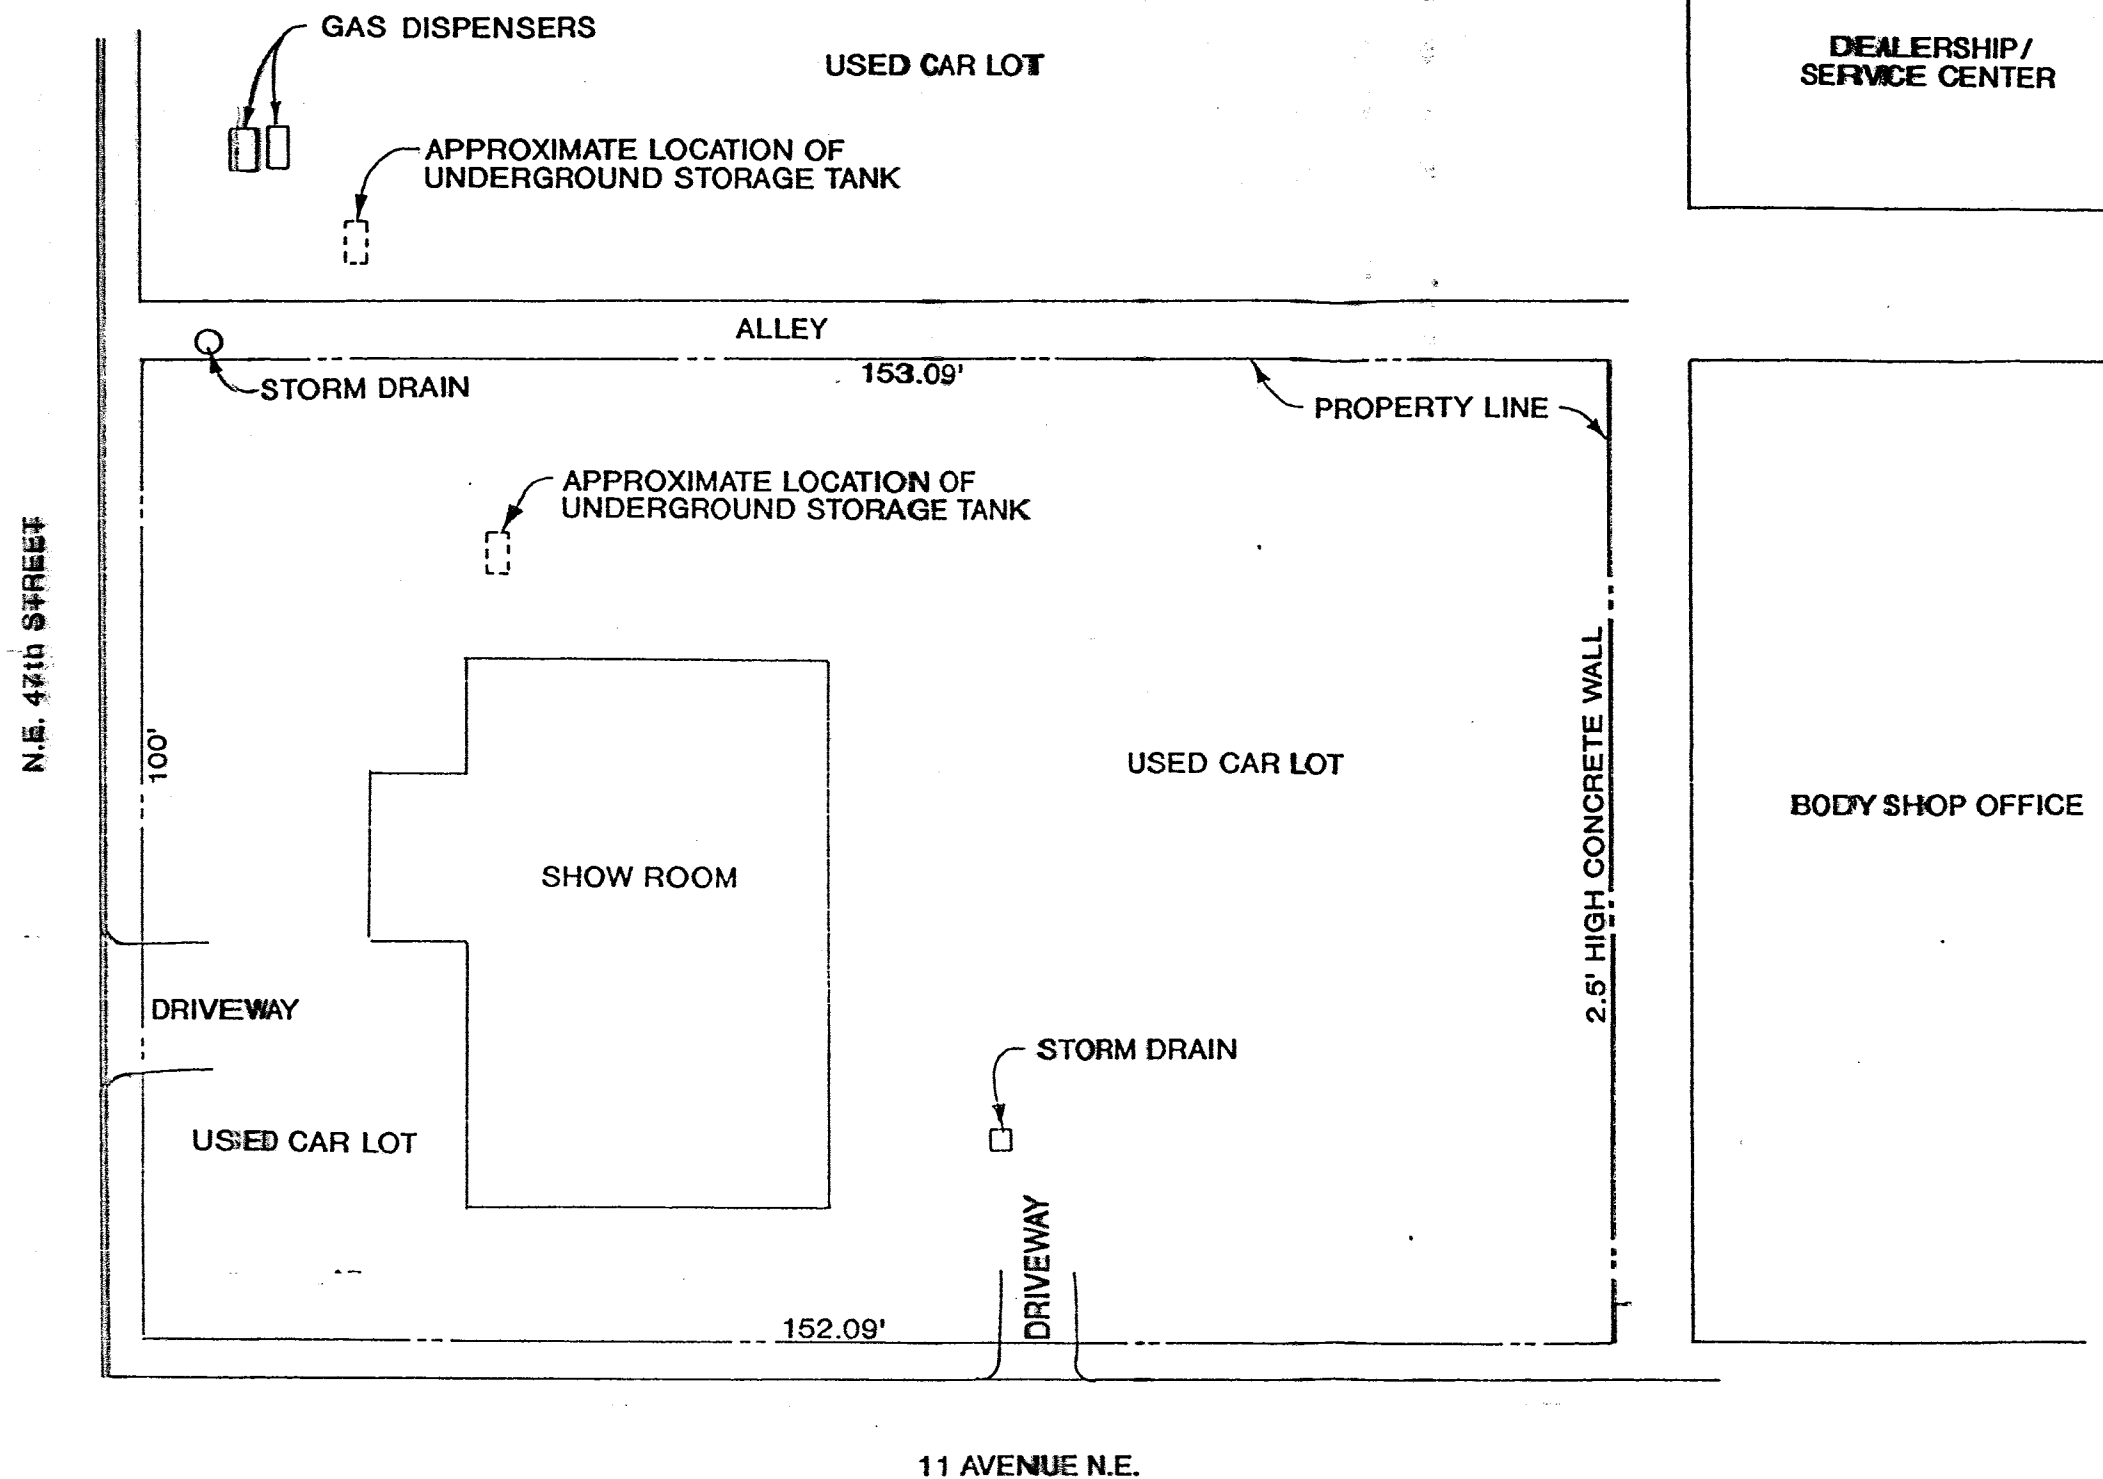 GAS DISPENSERS
USED CAR LOT
DEALERSHIP/
SERVICE CENTER
APPROXIMATE LOCATION OF
UNDERGROUND STORAGE TANK
ALLEY
153.09'
STORM DRAIN
PROPERTY LINE
APPROXIMATE LOCATION OF
UNDERGROUND STORAGE TANK
N.E. 47th STREET
100'
USED CAR LOT
2.5' HIGH CONCRETE WALL
BODY SHOP OFFICE
SHOW ROOM
DRIVEWAY
STORM DRAIN
USED CAR LOT
DRIVEWAY
152.09'
11 AVENUE N.E.